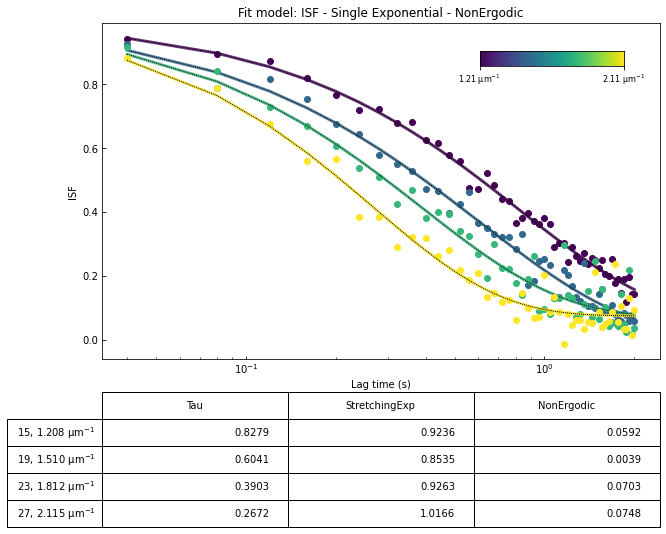 Fit model: ISF - Single Exponential - NonErgodic
1.21 μm⁻¹ 2.11 μm⁻¹
ISF
0.8
0.6
0.4
0.2
0.0
10⁻¹ 10⁰
Lag time (s)
Tau StretchingExp NonErgodic
15, 1.208 μm⁻¹ 0.8279 0.9236 0.0592
19, 1.510 μm⁻¹ 0.6041 0.8535 0.0039
23, 1.812 μm⁻¹ 0.3903 0.9263 0.0703
27, 2.115 μm⁻¹ 0.2672 1.0166 0.0748